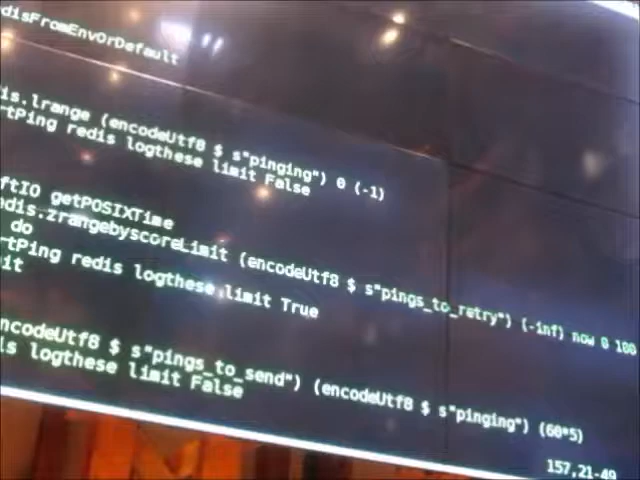 disFromEnvOrDefault
is.lrange (encodeUtf8 $ s"pinging") 0 (-1)
rtPing redis logthese limit False
ftIO getPOSIXTime
edis.zrangebyscoreLimit (encodeUtf8 $ s"pings_to_retry") (-inf) now 0 100
do
rtPing redis logthese limit True
it
ncodeUtf8 $ s"pings_to_send") (encodeUtf8 $ s"pinging") (60*5)
is logthese limit False
157,21-49